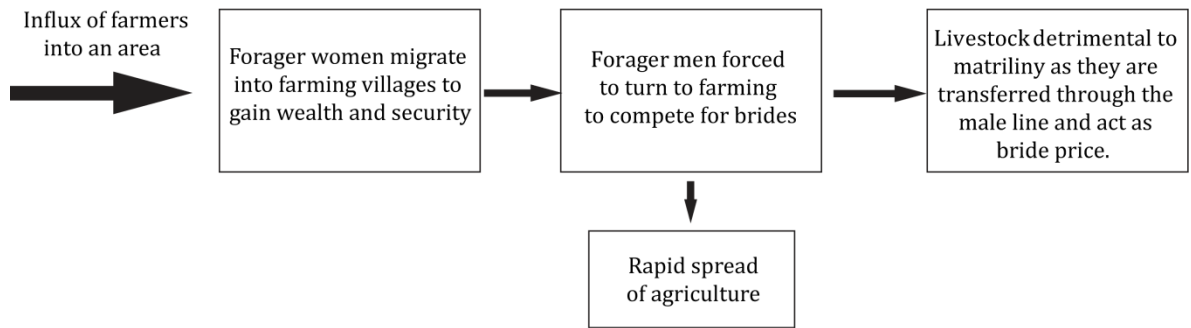 Influx of farmers
into an area
Forager women migrate
into farming villages to
gain wealth and security
Forager men forced
to turn to farming
to compete for brides
Livestock detrimental to
matriliny as they are
transferred through the
male line and act as
bride price.
Rapid spread
of agriculture